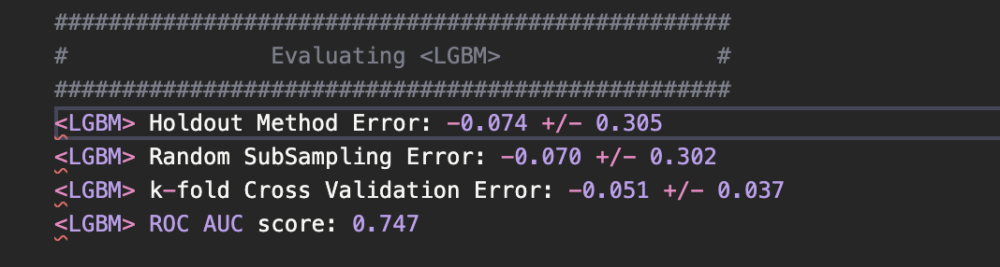 ##################################################
#               Evaluating <LGBM>                #
##################################################
<LGBM> Holdout Method Error: -0.074 +/- 0.305
<LGBM> Random SubSampling Error: -0.070 +/- 0.302
<LGBM> k-fold Cross Validation Error: -0.051 +/- 0.037
<LGBM> ROC AUC score: 0.747